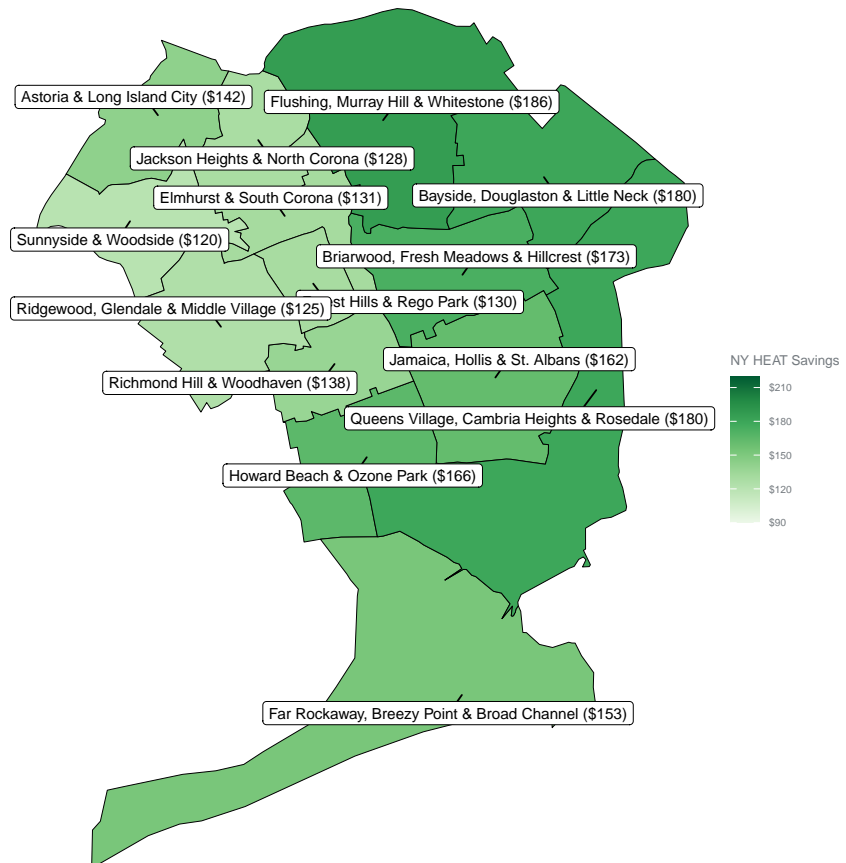 Astoria & Long Island City ($142)
Flushing, Murray Hill & Whitestone ($186)
Jackson Heights & North Corona ($128)
Elmhurst & South Corona ($131)
Bayside, Douglaston & Little Neck ($180)
Sunnyside & Woodside ($120)
Briarwood, Fresh Meadows & Hillcrest ($173)
Ridgewood, Glendale & Middle Village ($125)
st Hills & Rego Park ($130)
Jamaica, Hollis & St. Albans ($162)
Richmond Hill & Woodhaven ($138)
Queens Village, Cambria Heights & Rosedale ($180)
Howard Beach & Ozone Park ($166)
Far Rockaway, Breezy Point & Broad Channel ($153)
NY HEAT Savings
$210
$180
$150
$120
$90